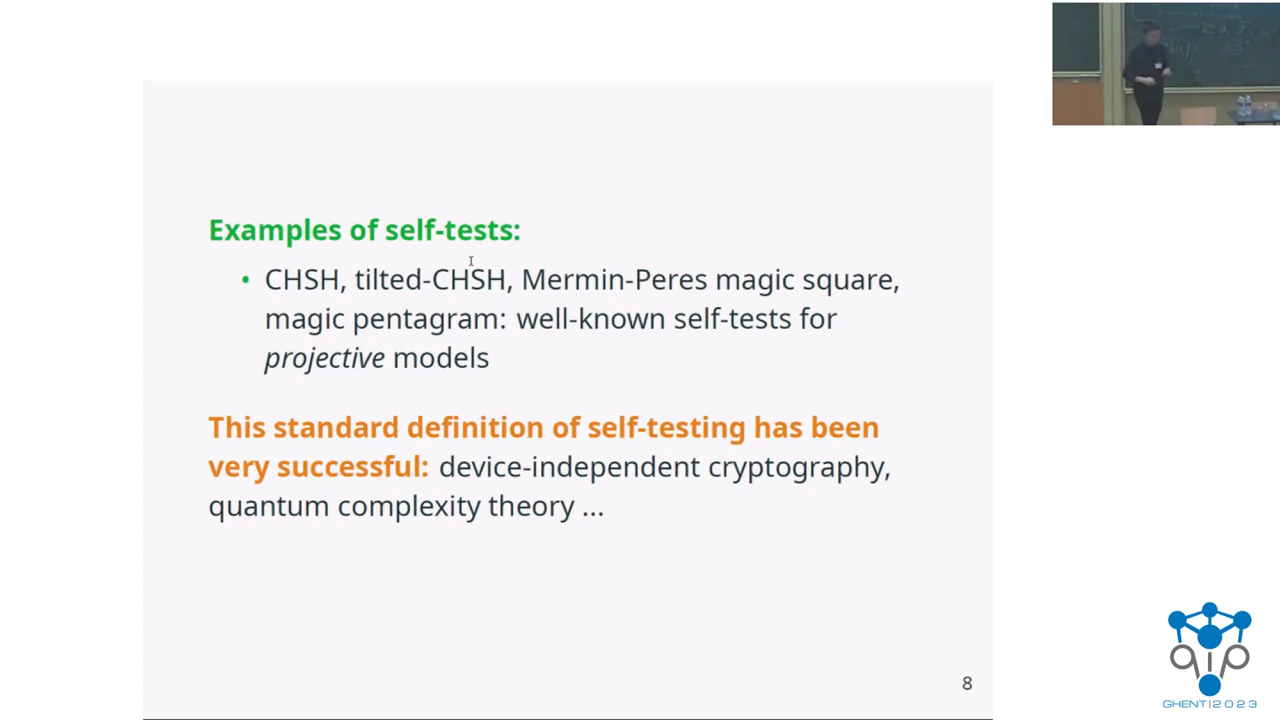 Examples of self-tests:
• CHSH, tilted-CHSH, Mermin-Peres magic square,
magic pentagram: well-known self-tests for
projective models
This standard definition of self-testing has been
very successful: device-independent cryptography,
quantum complexity theory ...
8
qip
GHENT|2023